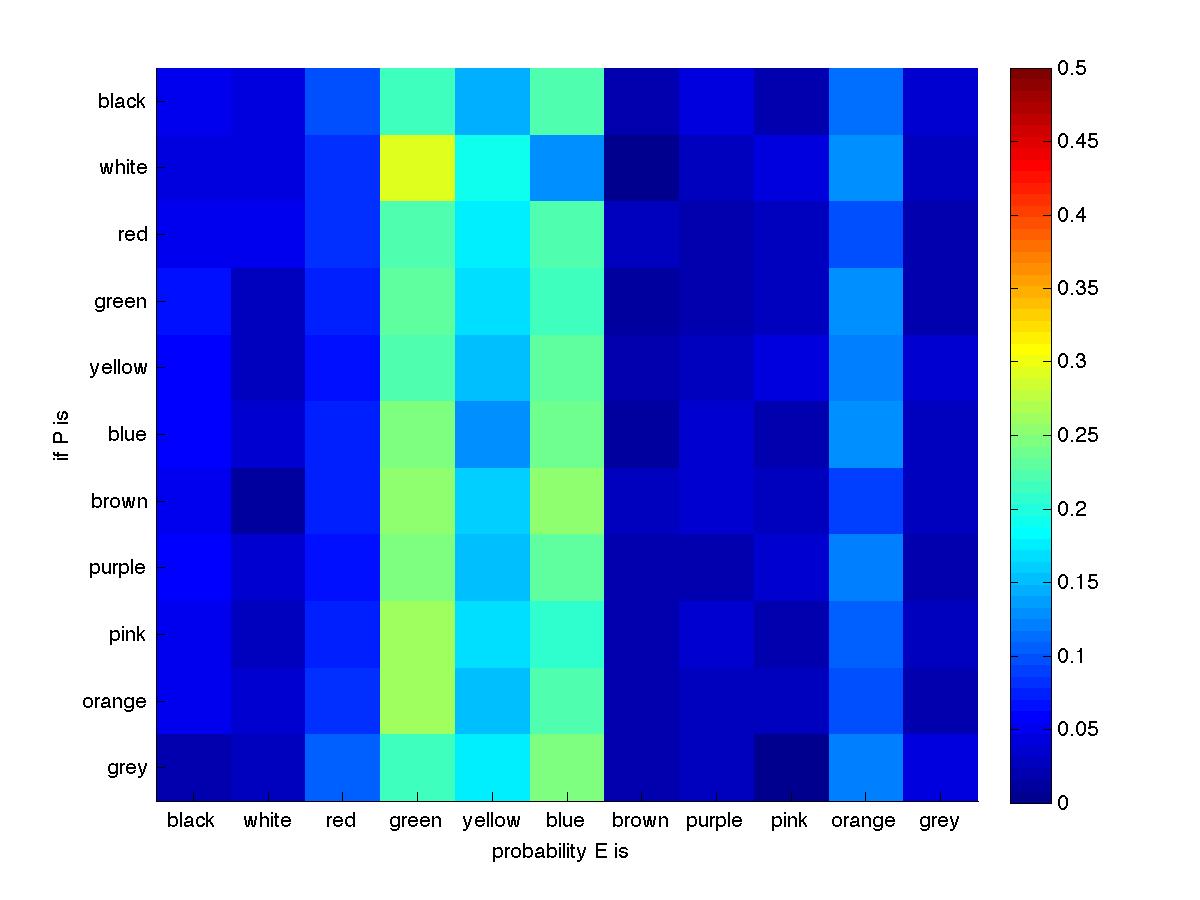 if P is
black
white
red
green
yellow
blue
brown
purple
pink
orange
grey
black white red green yellow blue brown purple pink orange grey
probability E is
0.5
0.45
0.4
0.35
0.3
0.25
0.2
0.15
0.1
0.05
0